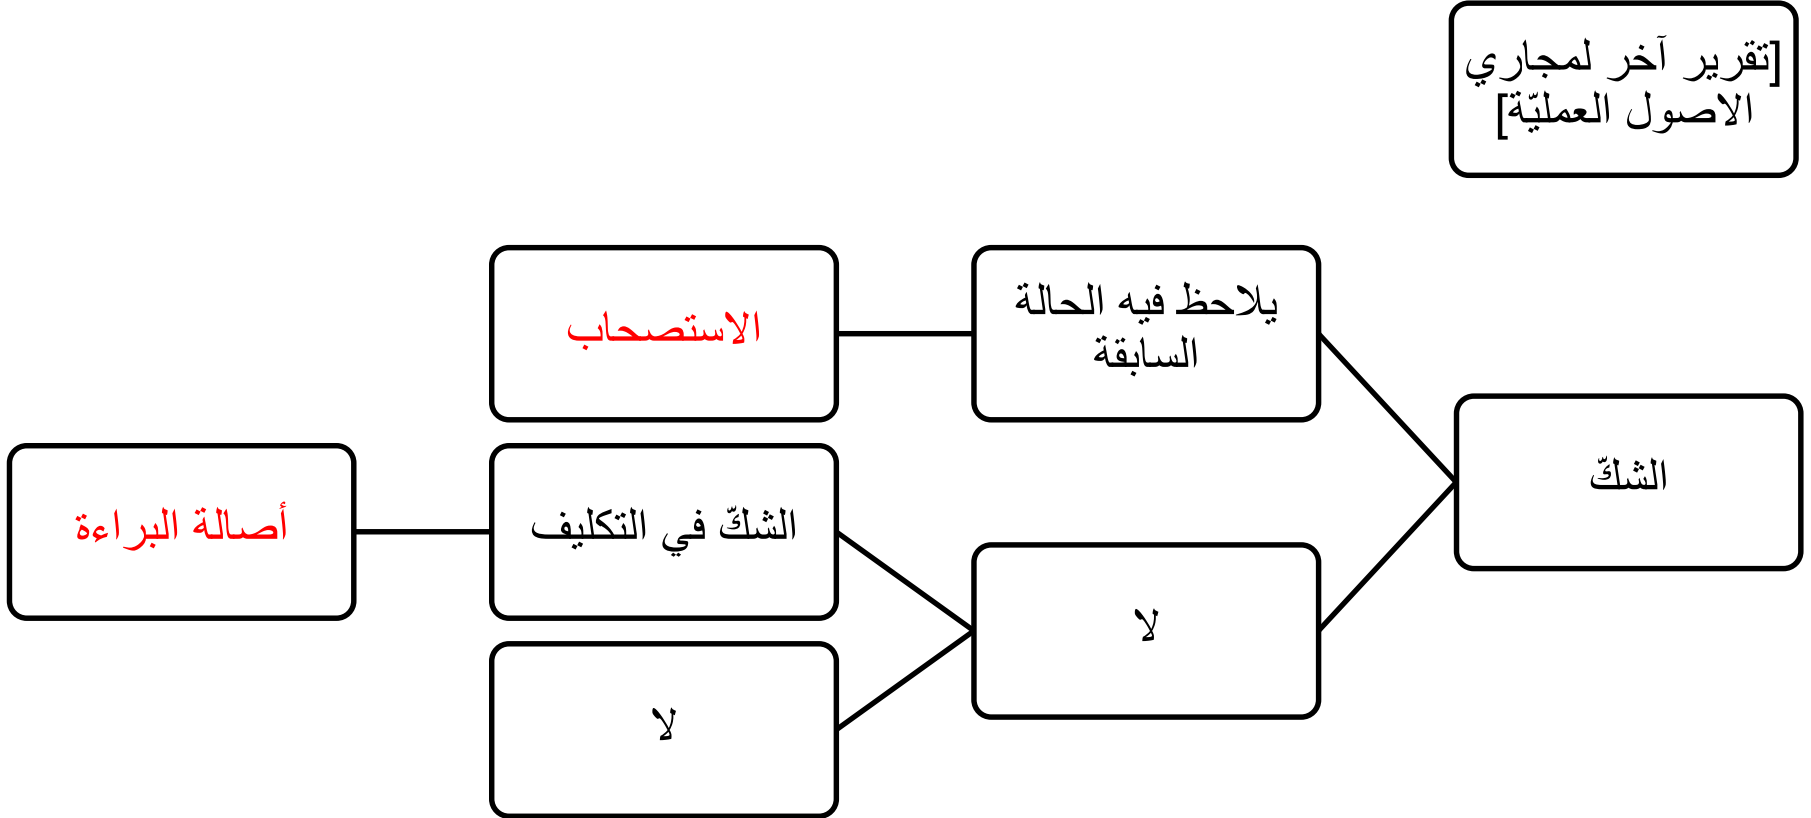 [تقرير آخر لمجاري
الاصول العمليّة]
يلاحظ فيه الحالة
السابقة
الاستصحاب
الشكّ
الشكّ في التكليف
أصالة البراءة
لا
لا